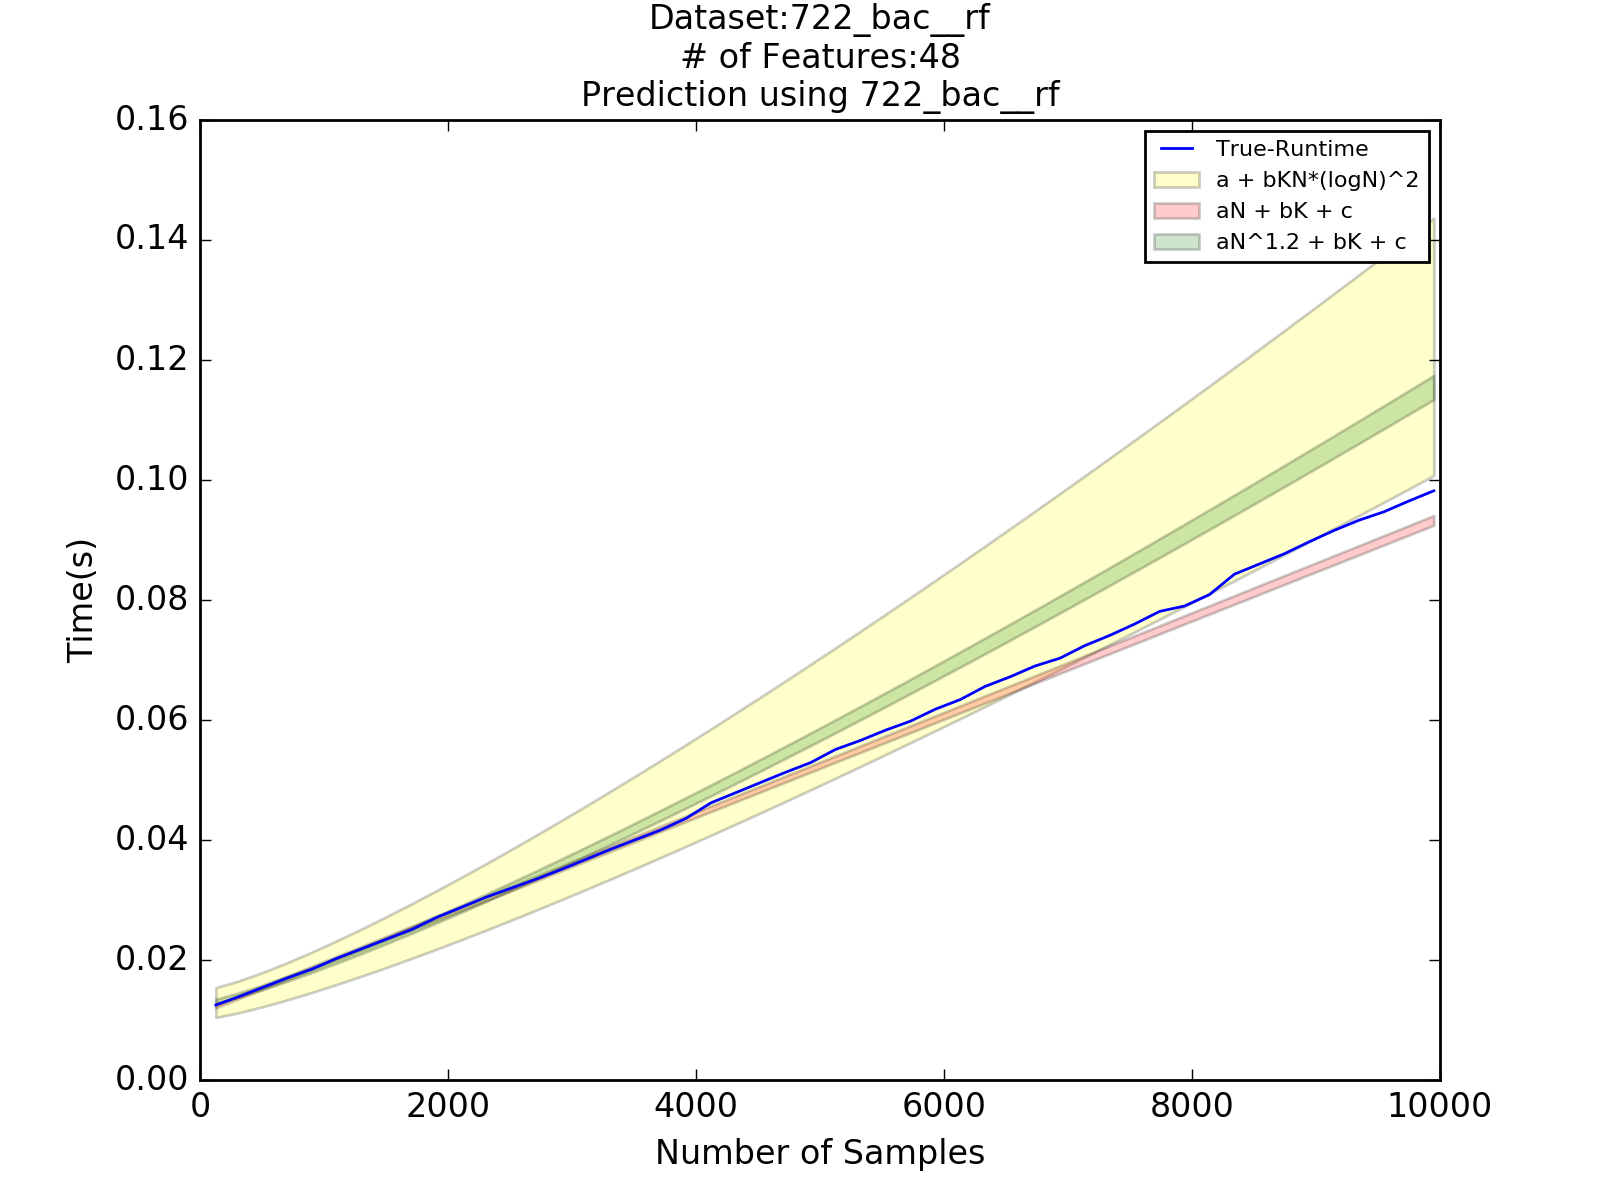 Dataset:722_bac__rf
# of Features:48
Prediction using 722_bac__rf
True-Runtime
a + bKN*(logN)^2
aN + bK + c
aN^1.2 + bK + c
0.16
0.14
0.12
0.10
0.08
0.06
0.04
0.02
0.00
Time(s)
0 2000 4000 6000 8000 10000
Number of Samples